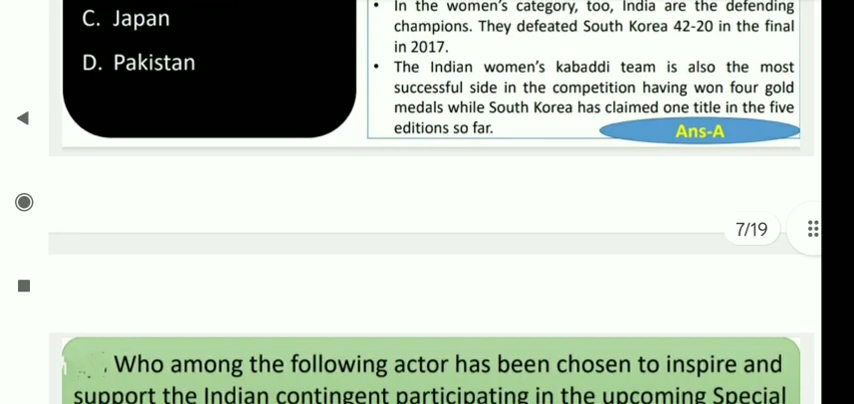 C. Japan
D. Pakistan
• In the women's category, too, India are the defending
champions. They defeated South Korea 42-20 in the final
in 2017.
• The Indian women's kabaddi team is also the most
successful side in the competition having won four gold
medals while South Korea has claimed one title in the five
editions so far.
Ans-A
7/19
Who among the following actor has been chosen to inspire and
support the Indian contingent participating in the upcoming Special